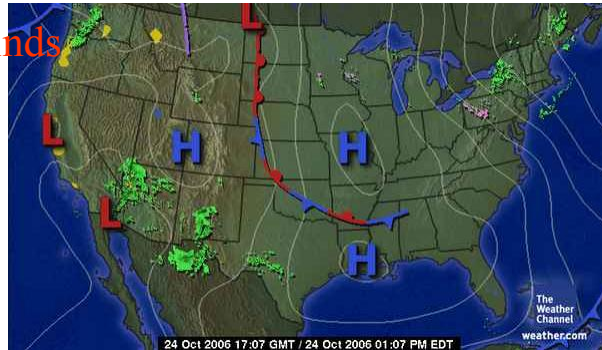 L
nds
L
H
H
L
H
The
Weather
Channel
weather.com
24 Oct 2006 17:07 GMT / 24 Oct 2006 01:07 PM EDT